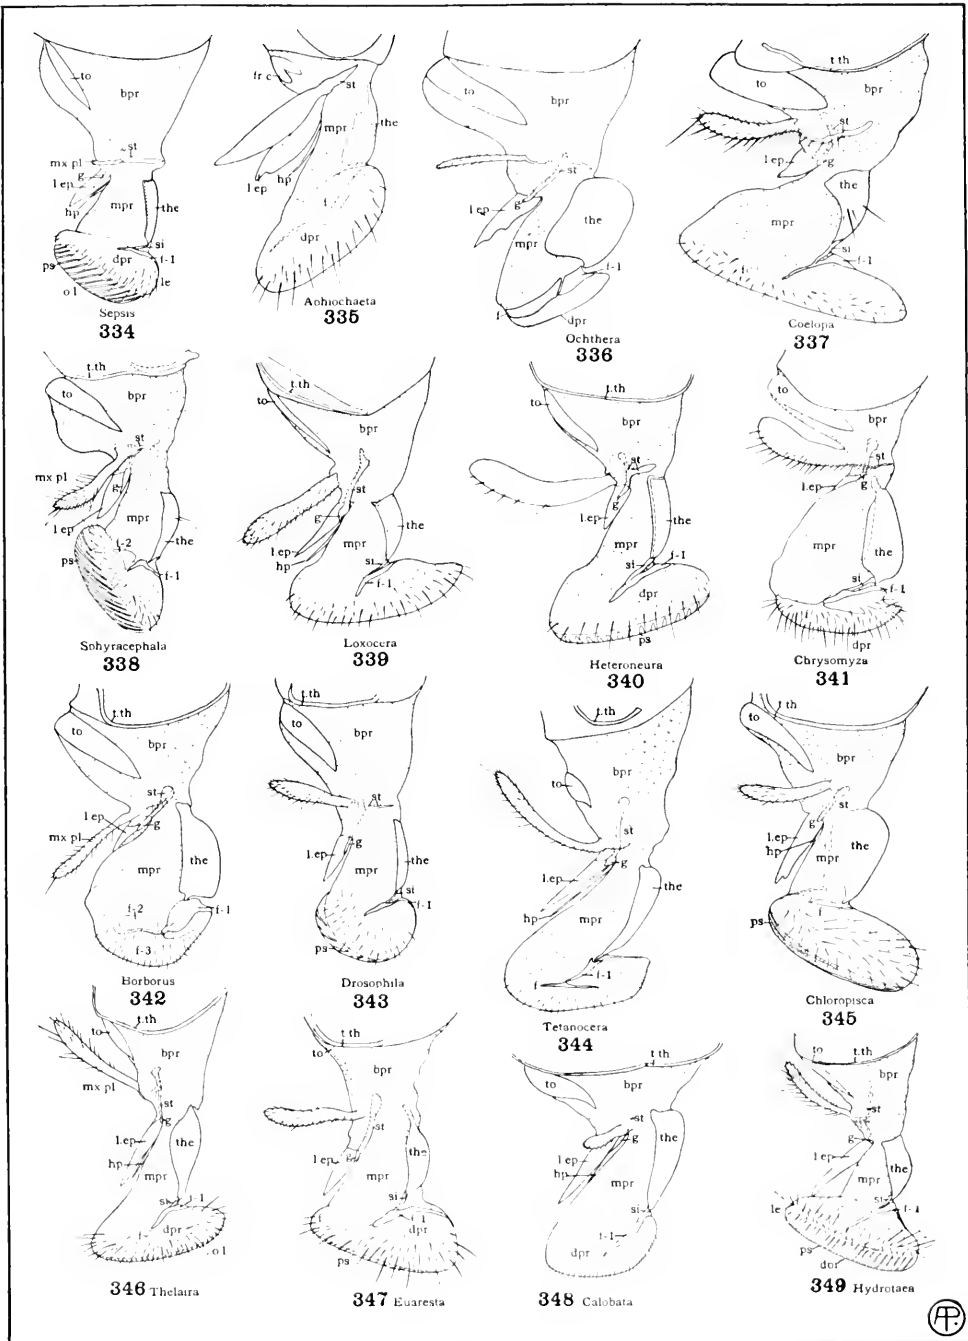 to
bpr
st
mx pl
g
l ep
hp
mpr
the
si
f-1
ps
dpr
le
o l
Sepsis
334
fr c
st
mpr
the
l ep
hp
f
dpr
Aphiochaeta
335
to
bpr
st
g
l ep
the
mpr
f-1
f
dpr
Ochthera
336
t th
to
bpr
st
l ep
g
the
mpr
si
f-1
Coelopa
337
t.th
to
bpr
st
mx pl
g
mpr
l ep
the
f-2
ps
f-1
Sphyracephala
338
t.th
to
bpr
st
g
the
l ep
mpr
hp
si
f-1
Loxocera
339
t.th
to
bpr
st
g
l.ep
the
mpr
si
f-1
dpr
ps
Heteroneura
340
to
bpr
st
l ep
g
mpr
the
si
f-1
dpr
Chrysomyza
341
t.th
to
bpr
st
l ep
g
mx pl
the
mpr
f-2
f-1
f-3
Borborus
342
t.th
to
bpr
st
g
l.ep
the
mpr
si
f-1
ps
Drosophila
343
t.th
bpr
to
st
g
l.ep
the
hp
mpr
f-1
f
Tetanocera
344
t th
to
bpr
st
l.ep
g
hp
mpr
the
f
ps
Chloropisca
345
t.th
to
bpr
mx pl
st
g
l.ep
the
hp
mpr
si
f-1
f
dpr
o l
346 Thelaira
t th
to
bpr
st
g
the
l ep
mpr
si
f
f-1
dpr
ps
347 Euaresta
t th
to
bpr
st
g
the
l ep
hp
mpr
si
f-1
dpr
348 Calobata
to
t.th
bpr
st
g
l ep
the
mpr
si
le
f-1
ps
dpr
349 Hydrotaea
AP.